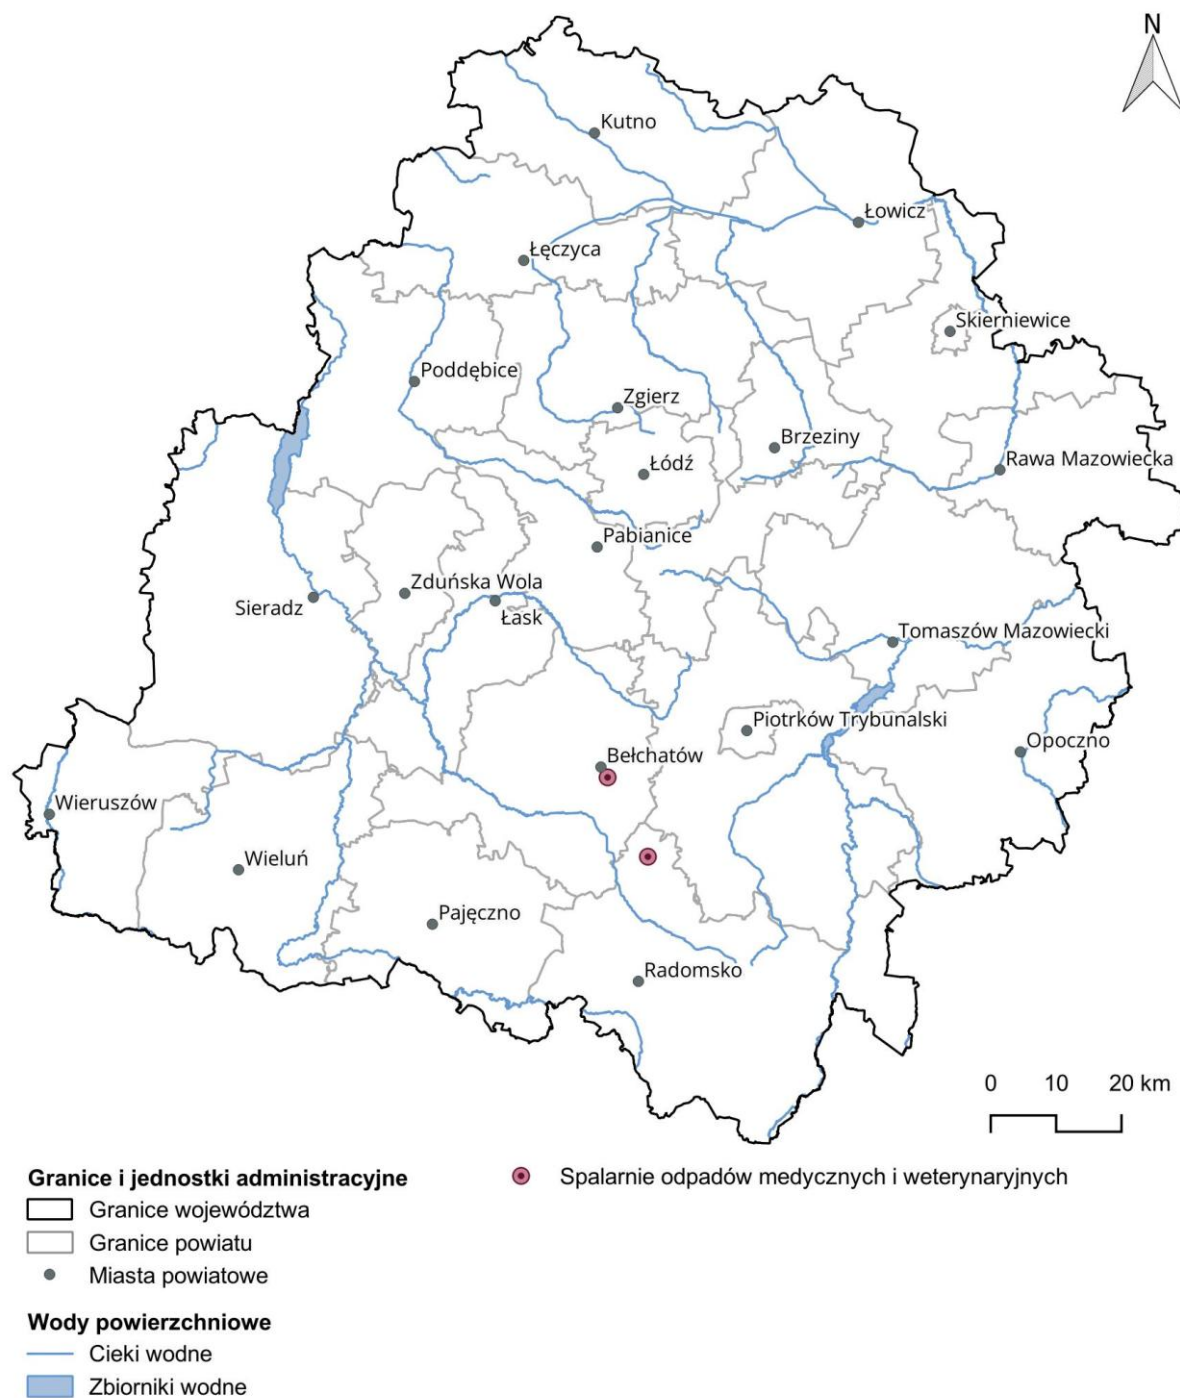 N
Kutno
Łowicz
Łęczyca
Skierniewice
Poddębice
Zgierz
Brzeziny
Łódź
Rawa Mazowiecka
Pabianice
Zduńska Wola
Sieradz
Łask
Tomaszów Mazowiecki
Piotrków Trybunalski
Opoczno
Bełchatów
Wieruszów
Wieluń
Pajęczno
Radomsko
0 10 20 km
Granice i jednostki administracyjne
Granice województwa
Granice powiatu
Miasta powiatowe
Wody powierzchniowe
Cieki wodne
Zbiorniki wodne
Spalarnie odpadów medycznych i weterynaryjnych